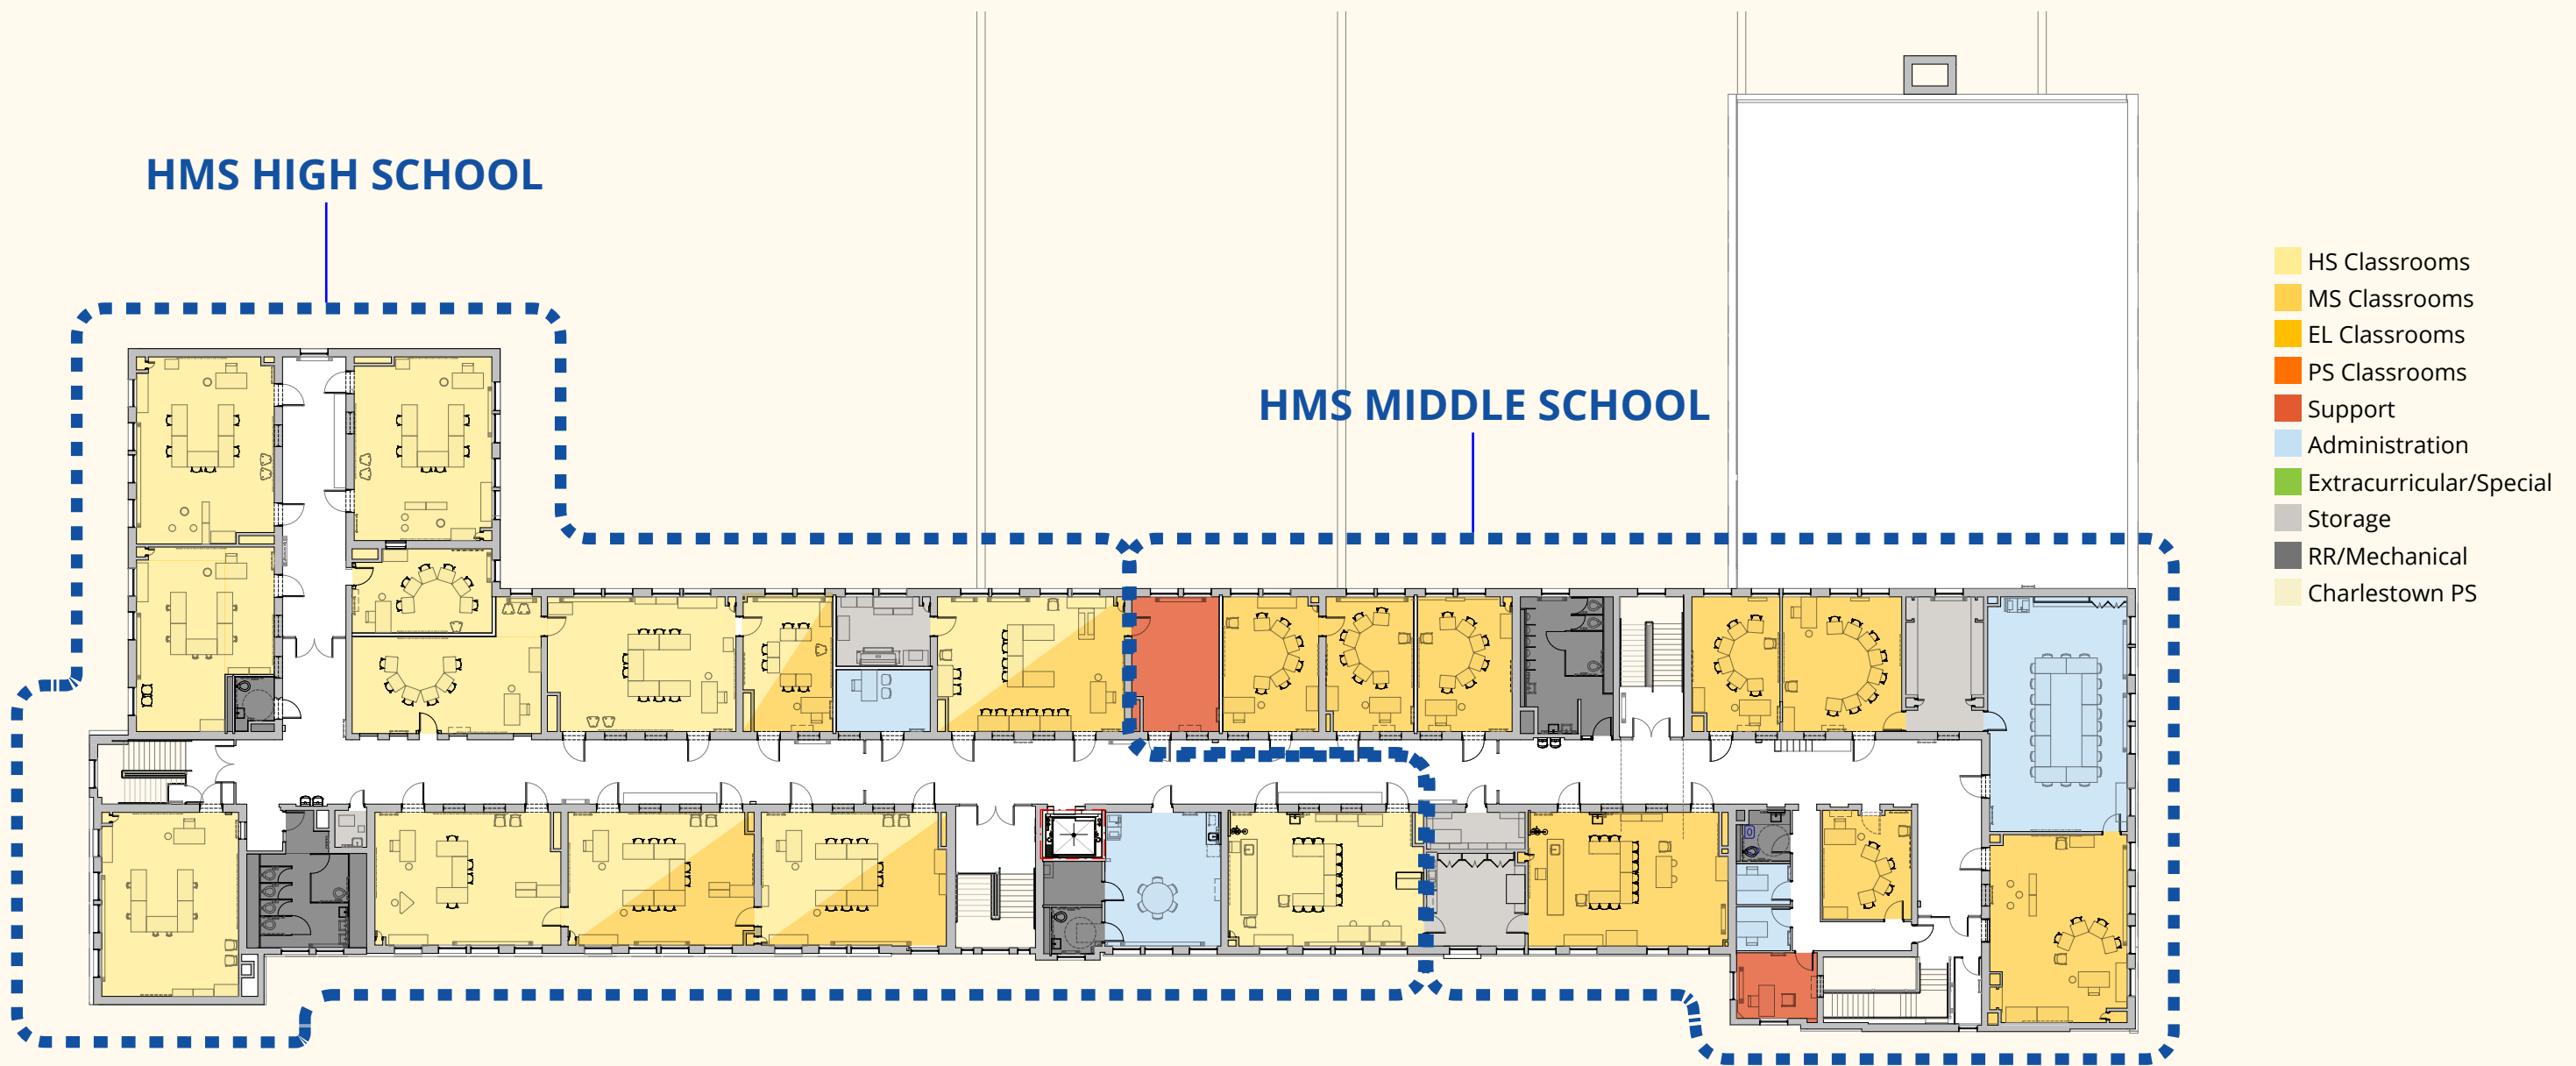 HMS HIGH SCHOOL
HMS MIDDLE SCHOOL
HS Classrooms
MS Classrooms
EL Classrooms
PS Classrooms
Support
Administration
Extracurricular/Special
Storage
RR/Mechanical
Charlestown PS